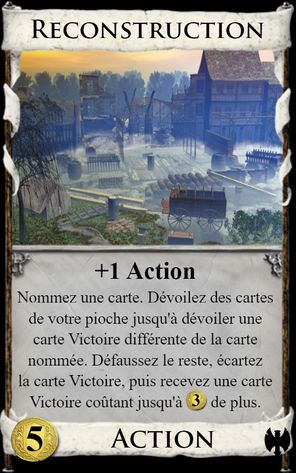 RECONSTRUCTION
+1 Action
Nommez une carte. Dévoilez des cartes
de votre pioche jusqu'à dévoiler une
carte Victoire différente de la carte
nommée. Défaussez le reste, écartez
la carte Victoire, puis recevez une carte
Victoire coûtant jusqu'à 3 de plus.
5 ACTION